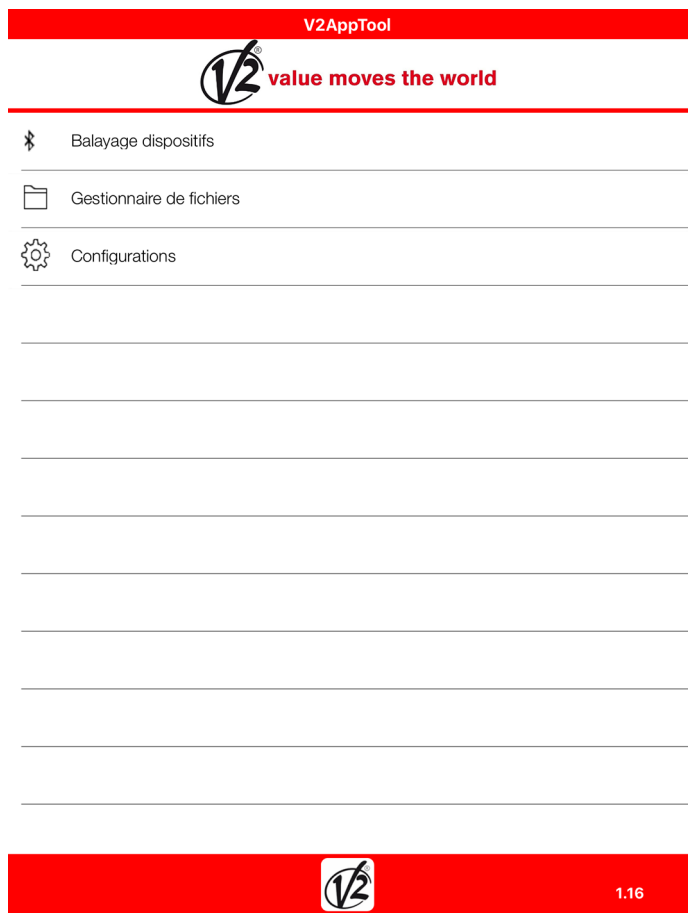 V2AppTool
V2® value moves the world
Balayage dispositifs
Gestionnaire de fichiers
Configurations
V2
1.16